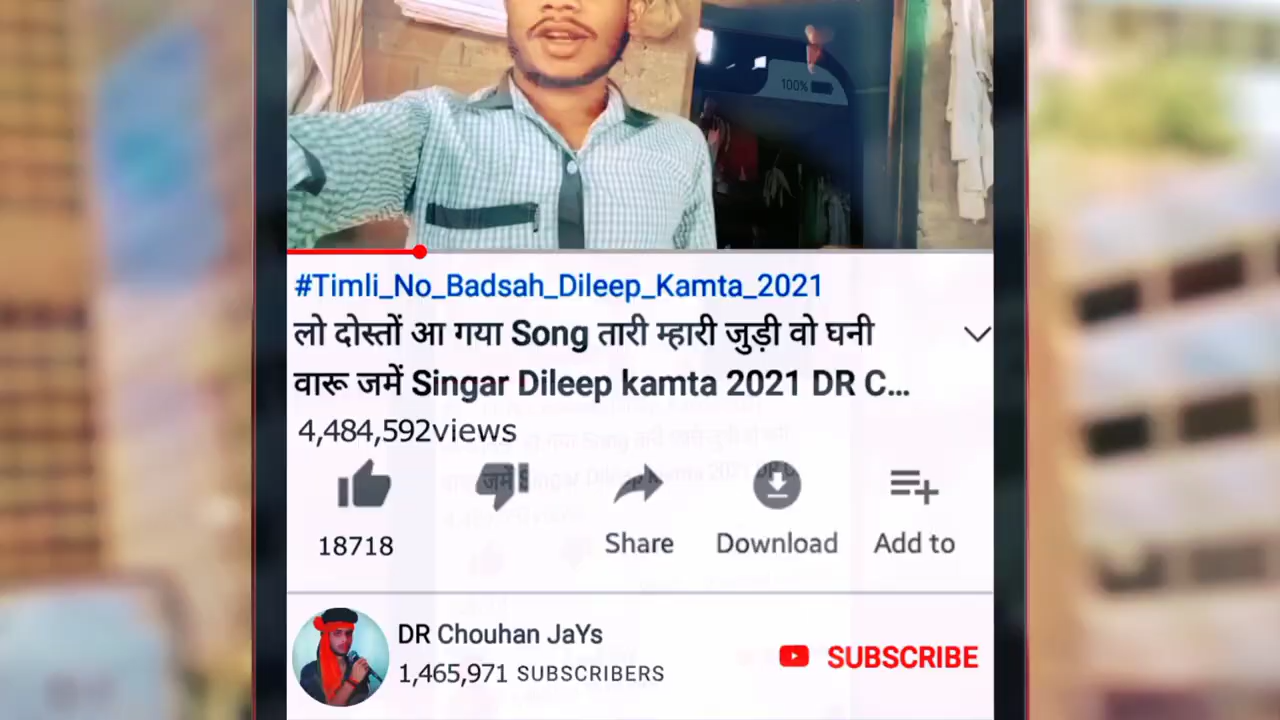 100%
#Timli_No_Badsah_Dileep_Kamta_2021
लो दोस्तों आ गया Song तारी म्हारी जुड़ी वो घनी
वारू जमें Singar Dileep kamta 2021 DR C...
4,484,592views
18718
Share
Download
Add to
DR Chouhan JaYs
1,465,971 SUBSCRIBERS
SUBSCRIBE